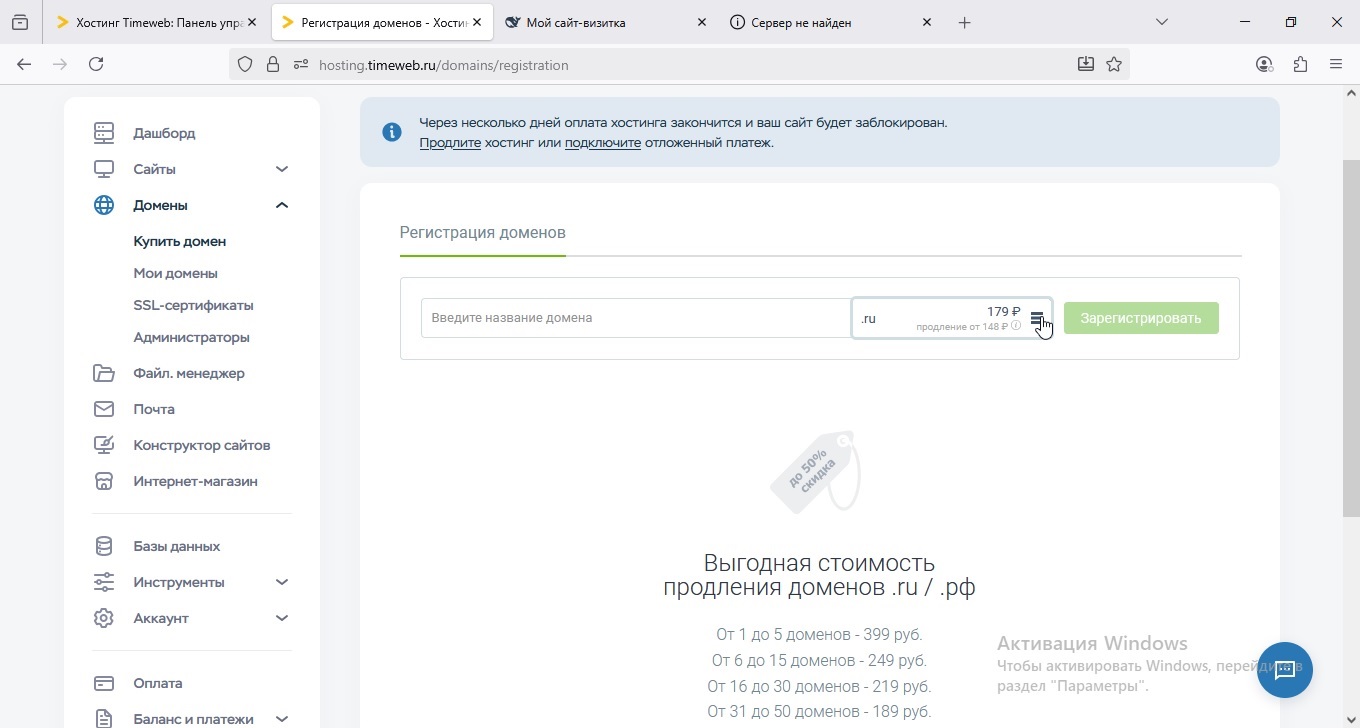 Хостинг Timeweb: Панель упра
Регистрация доменов - Хостин
Мой сайт-визитка
Сервер не найден
hosting.timeweb.ru/domains/registration
Дашборд
Сайты
Домены
Купить домен
Мои домены
SSL-сертификаты
Администраторы
Файл. менеджер
Почта
Конструктор сайтов
Интернет-магазин
Базы данных
Инструменты
Аккаунт
Оплата
Баланс и платежи
Через несколько дней оплата хостинга закончится и ваш сайт будет заблокирован.
Продлите хостинг или подключите отложенный платеж.
Регистрация доменов
Введите название домена
.ru
179 ₽
продление от 148 ₽
Зарегистрировать
до 50%
скидка
Выгодная стоимость
продления доменов .ru / .рф
От 1 до 5 доменов - 399 руб.
От 6 до 15 доменов - 249 руб.
От 16 до 30 доменов - 219 руб.
От 31 до 50 доменов - 189 руб.
Активация Windows
Чтобы активировать Windows, перейдите в
раздел "Параметры".